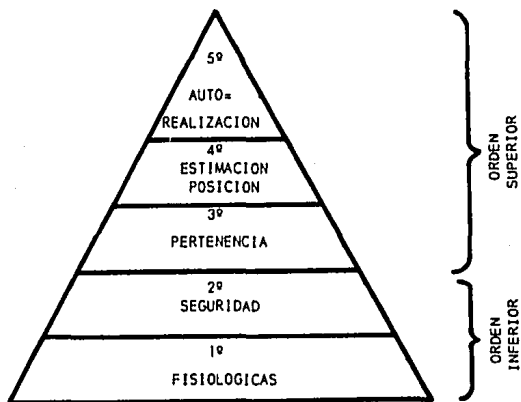 5º
AUTO=
REALIZACION
4º
ESTIMACION
POSICION
3º
PERTENENCIA
2º
SEGURIDAD
1º
FISIOLOGICAS
ORDEN
SUPERIOR
ORDEN
INFERIOR